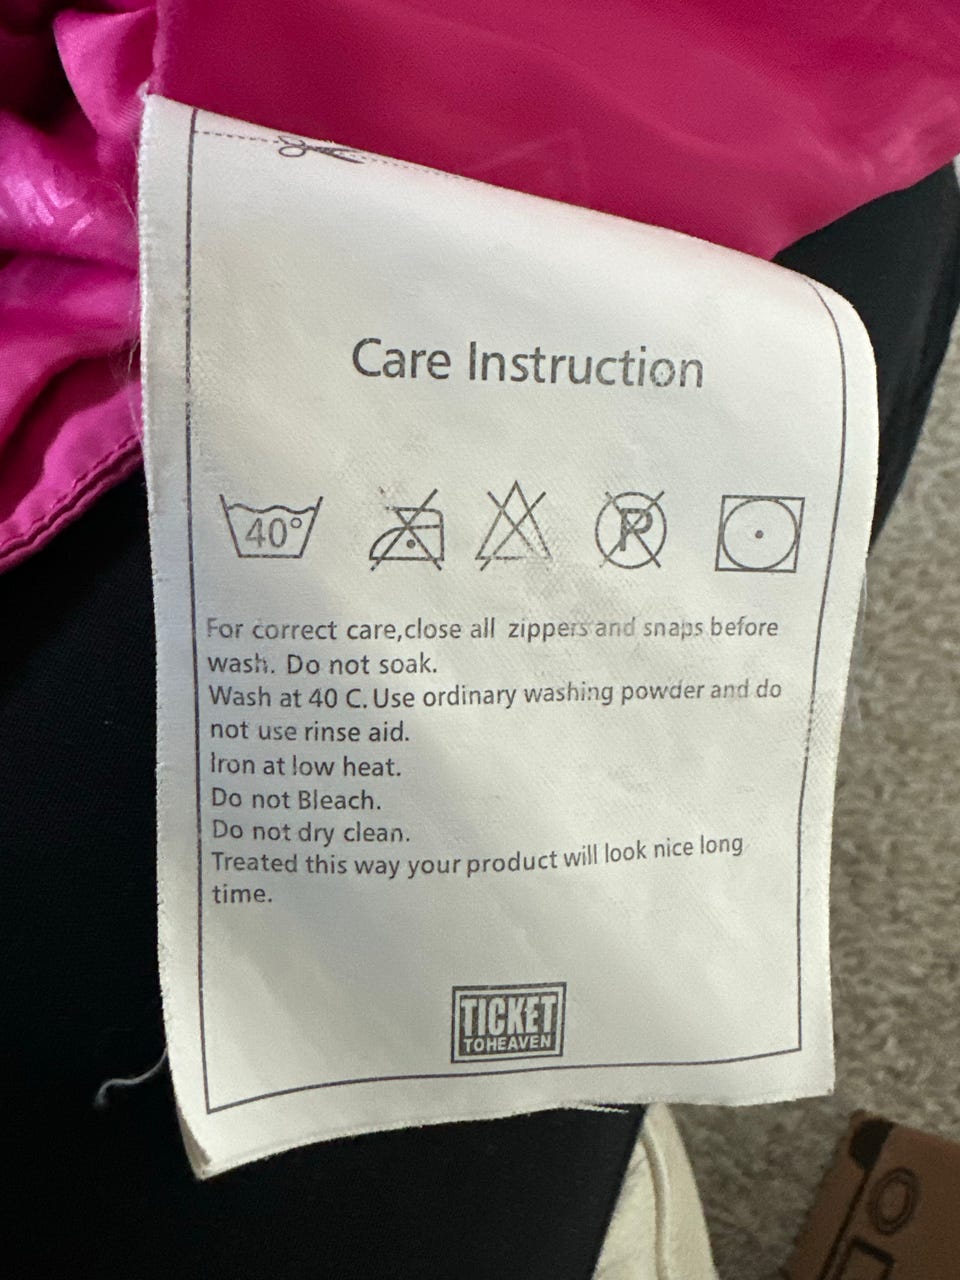 Care Instruction
40°
P
For correct care,close all zippers and snaps before
wash. Do not soak.
Wash at 40 C. Use ordinary washing powder and do
not use rinse aid.
Iron at low heat.
Do not Bleach.
Do not dry clean.
Treated this way your product will look nice long
time.
TICKET
TO HEAVEN